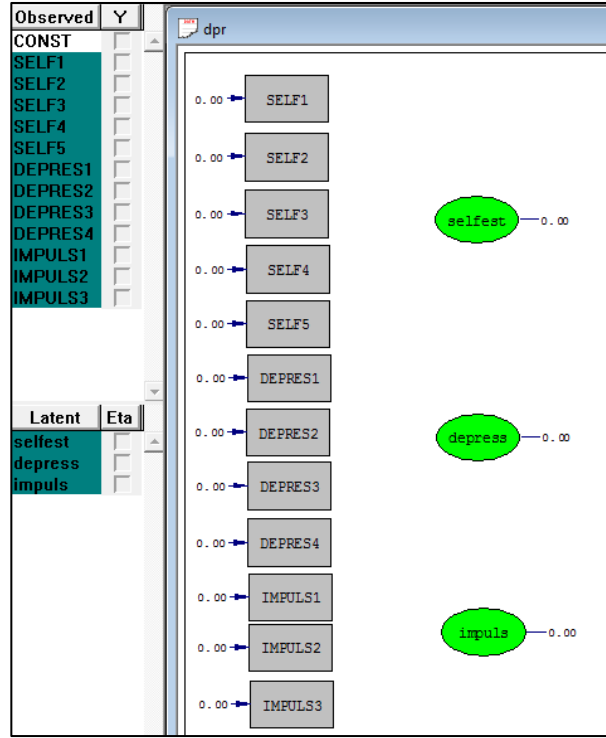 Observed Y
CONST
SELF1
SELF2
SELF3
SELF4
SELF5
DEPRES1
DEPRES2
DEPRES3
DEPRES4
IMPULS1
IMPULS2
IMPULS3
Latent Eta
selfest
depress
impuls
dpr
0.00 SELF1
0.00 SELF2
0.00 SELF3
selfest 0.00
0.00 SELF4
0.00 SELF5
0.00 DEPRES1
0.00 DEPRES2
depress 0.00
0.00 DEPRES3
0.00 DEPRES4
0.00 IMPULS1
impuls 0.00
0.00 IMPULS2
0.00 IMPULS3